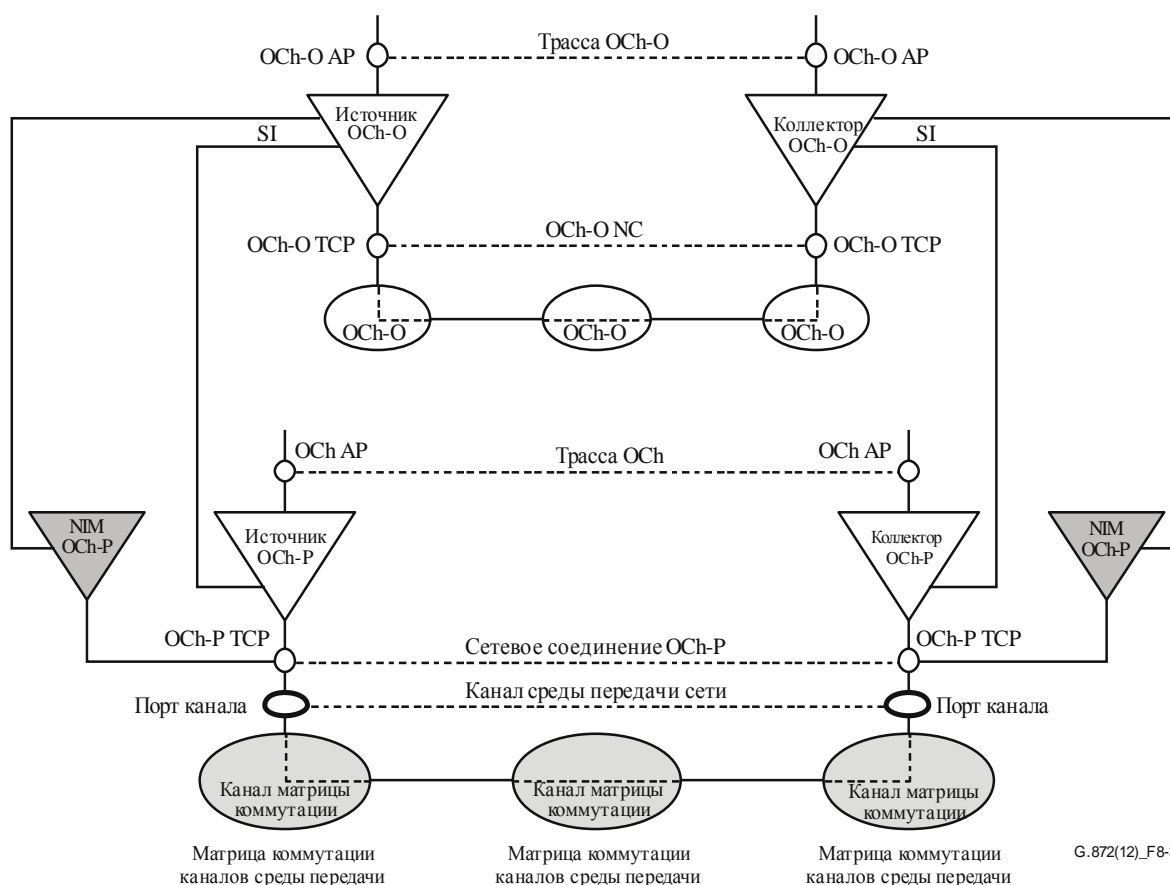 Трасса OCh-O
OCh-O AP
OCh-O AP
Источник
OCh-O
Коллектор
OCh-O
SI
SI
OCh-O NC
OCh-O TCP
OCh-O TCP
OCh-O
OCh-O
OCh-O
OCh AP
Трасса OCh
OCh AP
NIM
OCh-P
Источник
OCh-P
Коллектор
OCh-P
NIM
OCh-P
OCh-P TCP
Сетевое соединение OCh-P
OCh-P TCP
Порт канала
Канал среды передачи сети
Порт канала
Канал матрицы
коммутации
Канал матрицы
коммутации
Канал матрицы
коммутации
Матрица коммутации
каналов среды передачи
Матрица коммутации
каналов среды передачи
Матрица коммутации
каналов среды передачи
G.872(12)_F8-